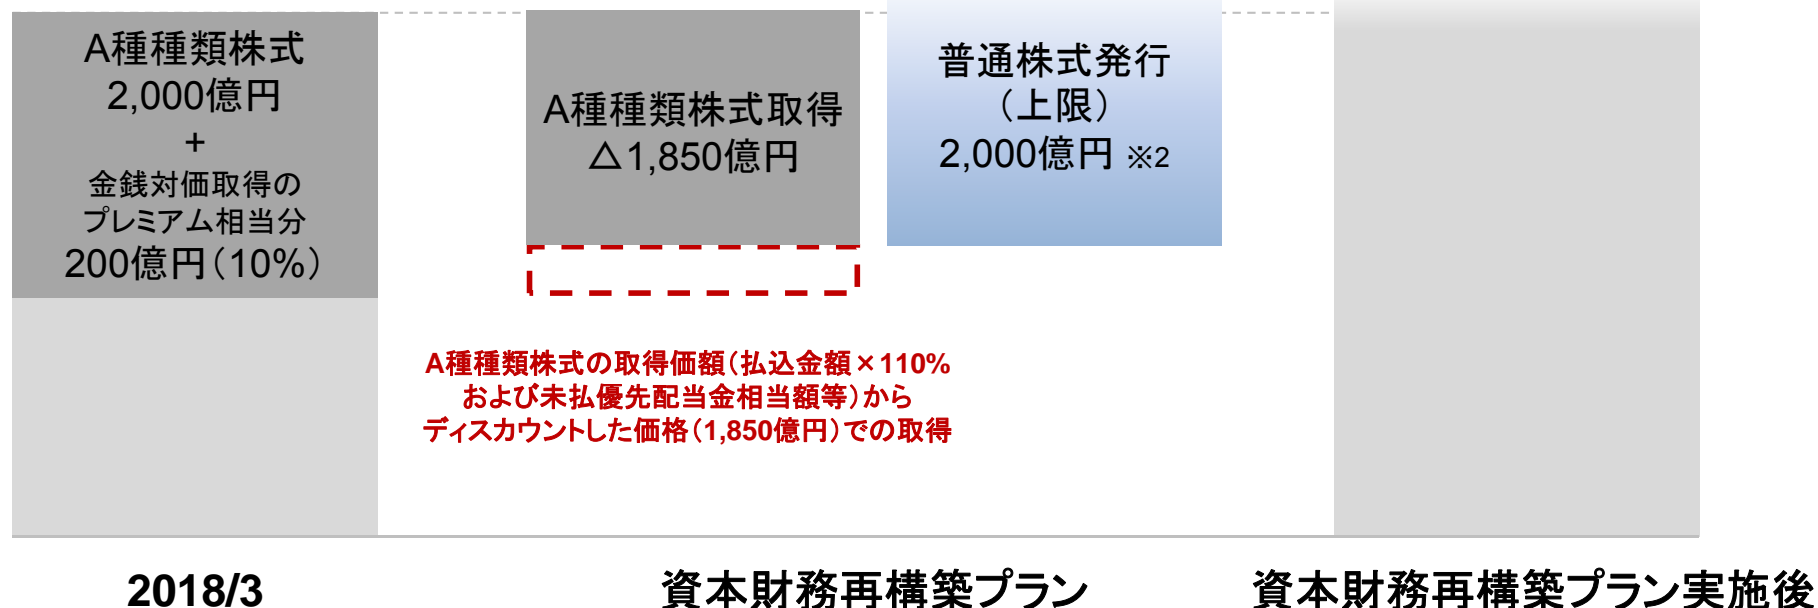 A種種類株式
2,000億円
+
金銭対価取得の
プレミアム相当分
200億円（10%）
A種種類株式取得
△1,850億円
普通株式発行
（上限）
2,000億円 ※2
A種種類株式の取得価額（払込金額×110%
および未払優先配当金相当額等）から
ディスカウントした価格（1,850億円）での取得
2018/3
資本財務再構築プラン
資本財務再構築プラン実施後